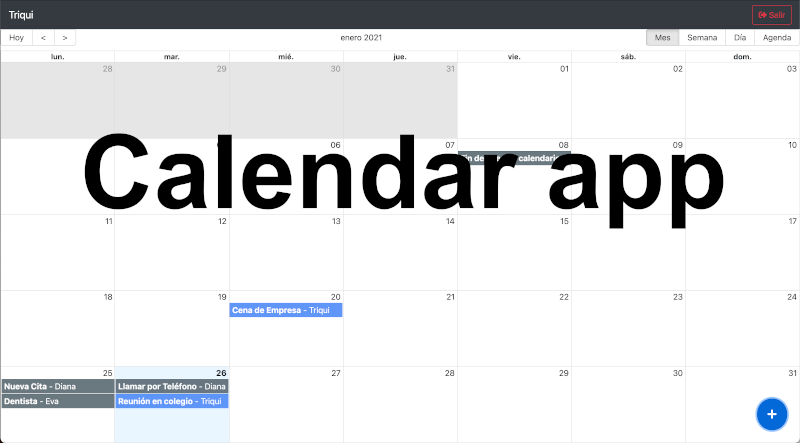 Triqui
Salir
Hoy < > enero 2021 Mes Semana Día Agenda
lun. mar. mié. jue. vie. sáb. dom.
28 29 30 31 01 02 03
06 07 08 09 10
calendario
Calendar app
11 12 13 14 15 16 17
18 19 20 21 22 23 24
Cena de Empresa - Triqui
25 26 27 28 29 30 31
Nueva Cita - Diana
Llamar por Teléfono - Diana
Dentista - Eva
Reunión en colegio - Triqui
+